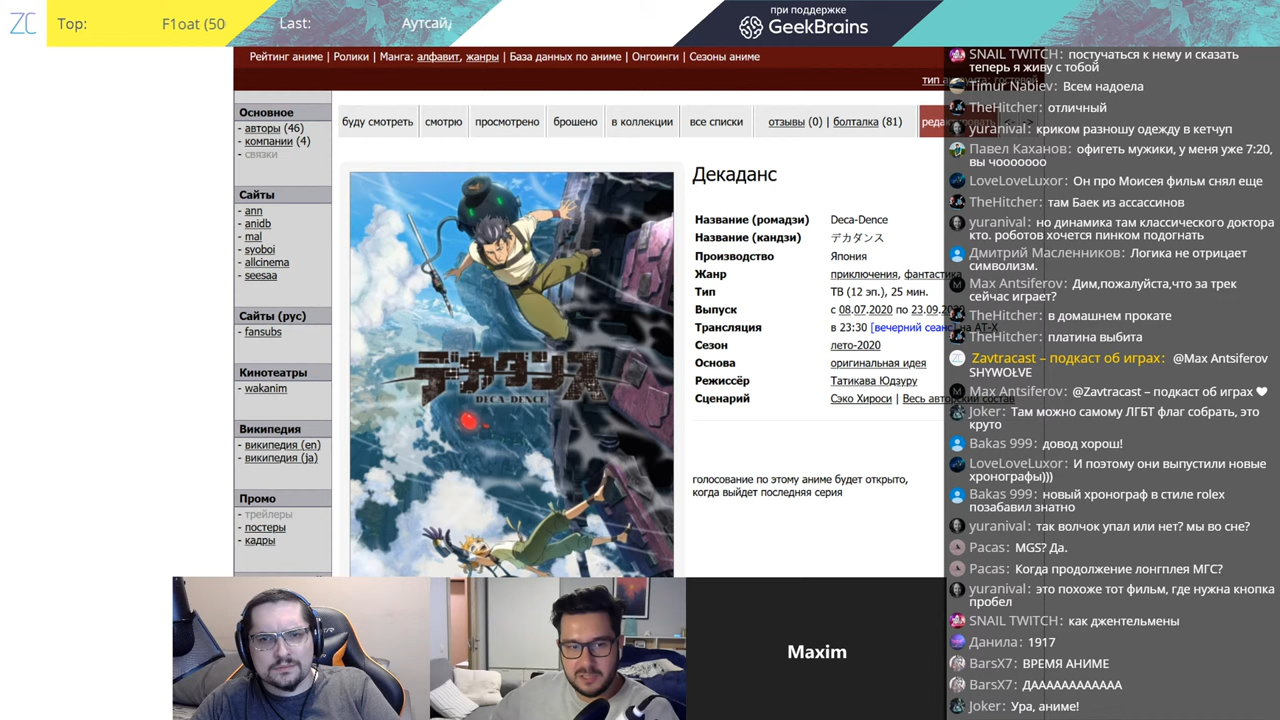 ZC
Top:
F1oat (50
Last:
Аутсай
при поддержке
GeekBrains
Рейтинг аниме | Ролики | Манга: алфавит, жанры | База данных по аниме | Онгоинги | Сезоны аниме
тип аккаунта: гостевой
Основное
- авторы (46)
- компании (4)
- связки
Сайты
- ann
- anidb
- mal
- syoboi
- allcinema
- seesaa
Сайты (рус)
- fansubs
Кинотеатры
- wakanim
Википедия
- википедия (en)
- википедия (ja)
Промо
- трейлеры
- постеры
- кадры
буду смотреть
смотрю
просмотрено
брошено
в коллекции
все списки
отзывы (0) | болталка (81)
редактировать
<- ->
デカダンス
DECA-DENCE
Декаданс
Название (ромадзи) Deca-Dence
Название (кандзи) デカダンス
Производство Япония
Жанр приключения, фантастика
Тип ТВ (12 эп.), 25 мин.
Выпуск с 08.07.2020 по 23.09.2020
Трансляция в 23:30 [вечерний сеанс] на AT-X
Сезон лето-2020
Основа оригинальная идея
Режиссёр Татикава Юдзуру
Сценарий Сэко Хироси | Весь авторский состав
голосование по этому аниме будет открыто,
когда выйдет последняя серия
Maxim
SNAIL TWITCH: постучаться к нему и сказать
теперь я живу с тобой
Timur Nabiev: Всем надоела
TheHitcher: отличный
yuranival: криком разношу одежду в кетчуп
Павел Каханов: офигеть мужики, у меня уже 7:20,
вы чоооооо
LoveLoveLuxor: Он про Моисея фильм снял еще
TheHitcher: там Баек из ассассинов
yuranival: но динамика там классического доктора
кто. роботов хочется пинком подогнать
Дмитрий Масленников: Логика не отрицает
символизм.
Max Antsiferov: Дим,пожалуйста,что за трек
сейчас играет?
TheHitcher: в домашнем прокате
TheHitcher: платина выбита
Zavtracast – подкаст об играх: @Max Antsiferov
SHYWOŁVE
Max Antsiferov: @Zavtracast – подкаст об играх ❤
Joker: Там можно самому ЛГБТ флаг собрать, это
круто
Bakas 999: довод хорош!
LoveLoveLuxor: И поэтому они выпустили новые
хронографы)))
Bakas 999: новый хронограф в стиле rolex
позабавил знатно
yuranival: так волчок упал или нет? мы во сне?
Pacas: MGS? Да.
Pacas: Когда продолжение лонгплея МГС?
yuranival: это похоже тот фильм, где нужна кнопка
пробел
SNAIL TWITCH: как джентельмены
Данила: 1917
BarsX7: ВРЕМЯ АНИМЕ
BarsX7: ДАААААААААААА
Joker: Ура, аниме!